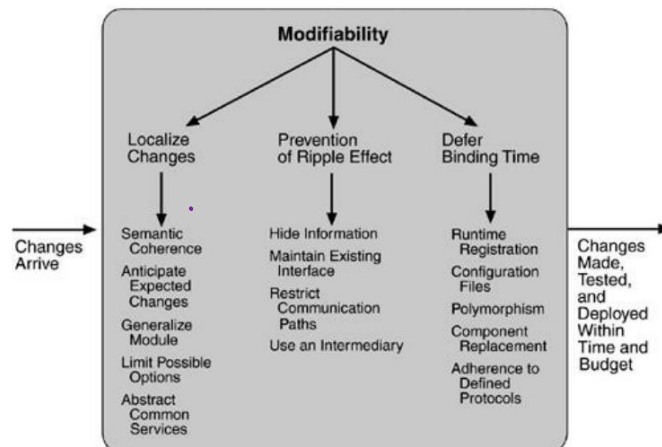 Modifiability
Localize
Changes
Prevention
of Ripple Effect
Defer
Binding Time
Changes
Arrive
Semantic
Coherence
Anticipate
Expected
Changes
Generalize
Module
Limit Possible
Options
Abstract
Common
Services
Hide Information
Maintain Existing
Interface
Restrict
Communication
Paths
Use an Intermediary
Runtime
Registration
Configuration
Files
Polymorphism
Component
Replacement
Adherence to
Defined
Protocols
Changes
Made,
Tested,
and
Deployed
Within
Time and
Budget